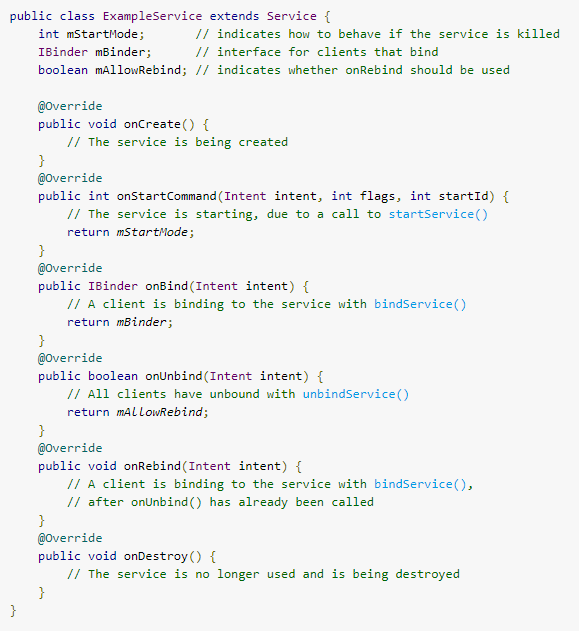 public class ExampleService extends Service {
    int mStartMode;       // indicates how to behave if the service is killed
    IBinder mBinder;      // interface for clients that bind
    boolean mAllowRebind; // indicates whether onRebind should be used

    @Override
    public void onCreate() {
        // The service is being created
    }
    @Override
    public int onStartCommand(Intent intent, int flags, int startId) {
        // The service is starting, due to a call to startService()
        return mStartMode;
    }
    @Override
    public IBinder onBind(Intent intent) {
        // A client is binding to the service with bindService()
        return mBinder;
    }
    @Override
    public boolean onUnbind(Intent intent) {
        // All clients have unbound with unbindService()
        return mAllowRebind;
    }
    @Override
    public void onRebind(Intent intent) {
        // A client is binding to the service with bindService(),
        // after onUnbind() has already been called
    }
    @Override
    public void onDestroy() {
        // The service is no longer used and is being destroyed
    }
}